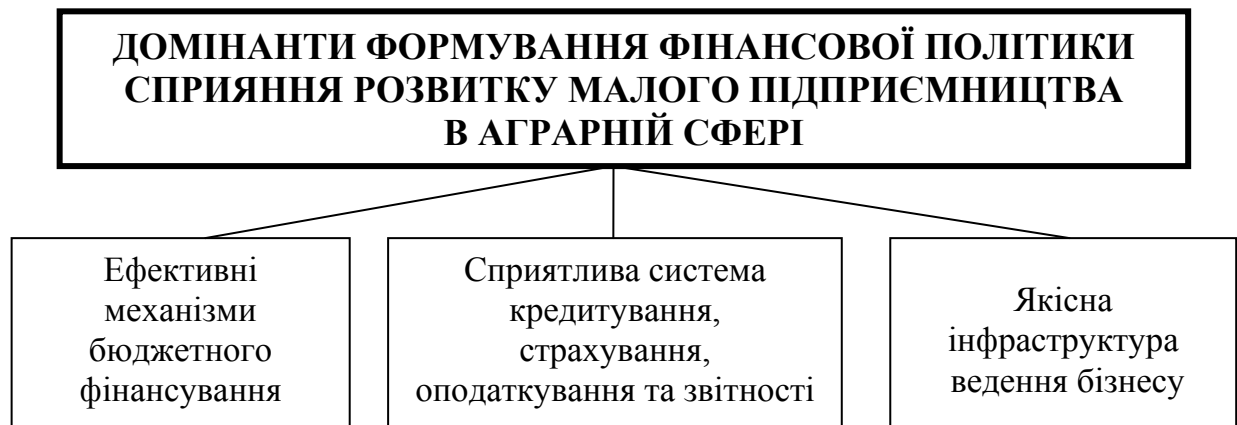 ДОМІНАНТИ ФОРМУВАННЯ ФІНАНСОВОЇ ПОЛІТИКИ
СПРИЯННЯ РОЗВИТКУ МАЛОГО ПІДПРИЄМНИЦТВА
В АГРАРНІЙ СФЕРІ
Ефективні
механізми
бюджетного
фінансування
Сприятлива система
кредитування,
страхування,
оподаткування та звітності
Якісна
інфраструктура
ведення бізнесу